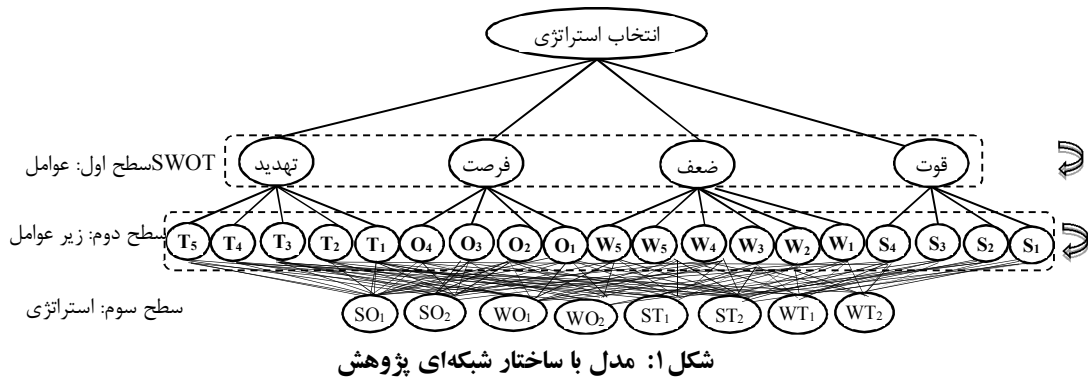 انتخاب استراتژی
قوت ضعف فرصت تهدید SWOTسطح اول: عوامل
S1 S2 S3 S4 W1 W2 W3 W4 W5 W5 O1 O2 O3 O4 T1 T2 T3 T4 T5 سطح دوم: زیر عوامل
سطح سوم: استراتژی SO1 SO2 WO1 WO2 ST1 ST2 WT1 WT2
شکل۱: مدل با ساختار شبکه‌ای پژوهش